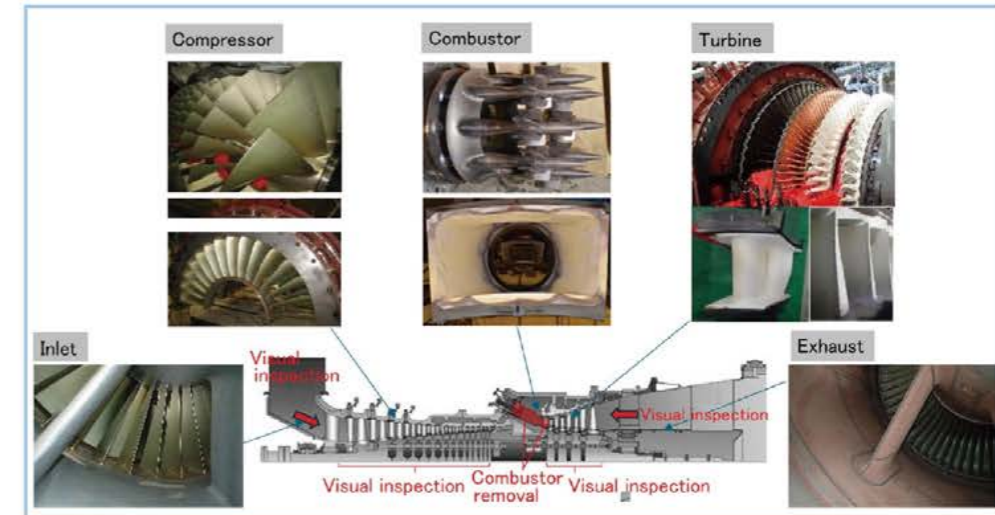 Compressor
Combustor
Turbine
Inlet
Exhaust
Visual
inspection
Visual inspection
Visual inspection
Combustor
removal
Visual inspection